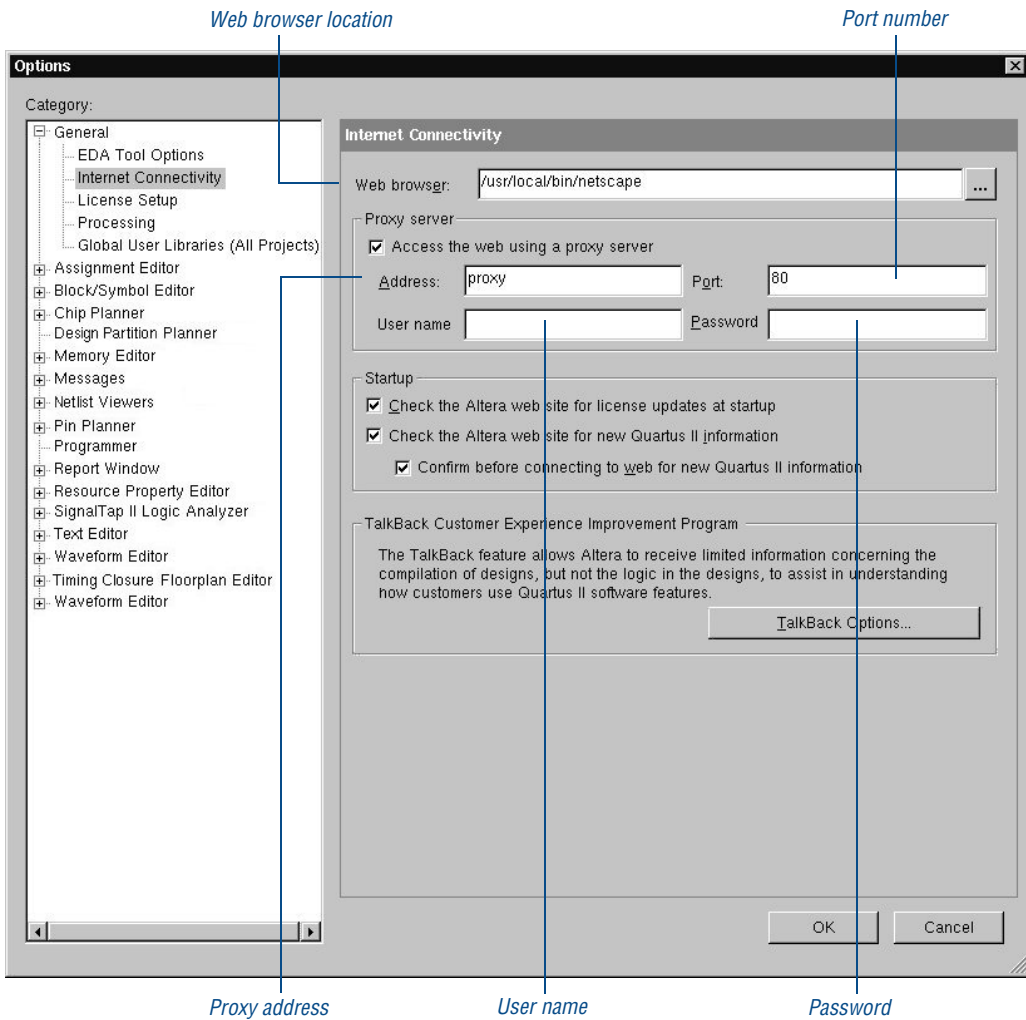 Web browser location
Port number
Options
Category:
General
EDA Tool Options
Internet Connectivity
License Setup
Processing
Global User Libraries (All Projects)
Assignment Editor
Block/Symbol Editor
Chip Planner
Design Partition Planner
Memory Editor
Messages
Netlist Viewers
Pin Planner
Programmer
Report Window
Resource Property Editor
SignalTap II Logic Analyzer
Text Editor
Waveform Editor
Timing Closure Floorplan Editor
Waveform Editor
Internet Connectivity
Web browser: /usr/local/bin/netscape ...
Proxy server
Access the web using a proxy server
Address: proxy Port: 80
User name Password
Startup
Check the Altera web site for license updates at startup
Check the Altera web site for new Quartus II information
Confirm before connecting to web for new Quartus II information
TalkBack Customer Experience Improvement Program
The TalkBack feature allows Altera to receive limited information concerning the
compilation of designs, but not the logic in the designs, to assist in understanding
how customers use Quartus II software features.
TalkBack Options...
OK Cancel
Proxy address
User name
Password